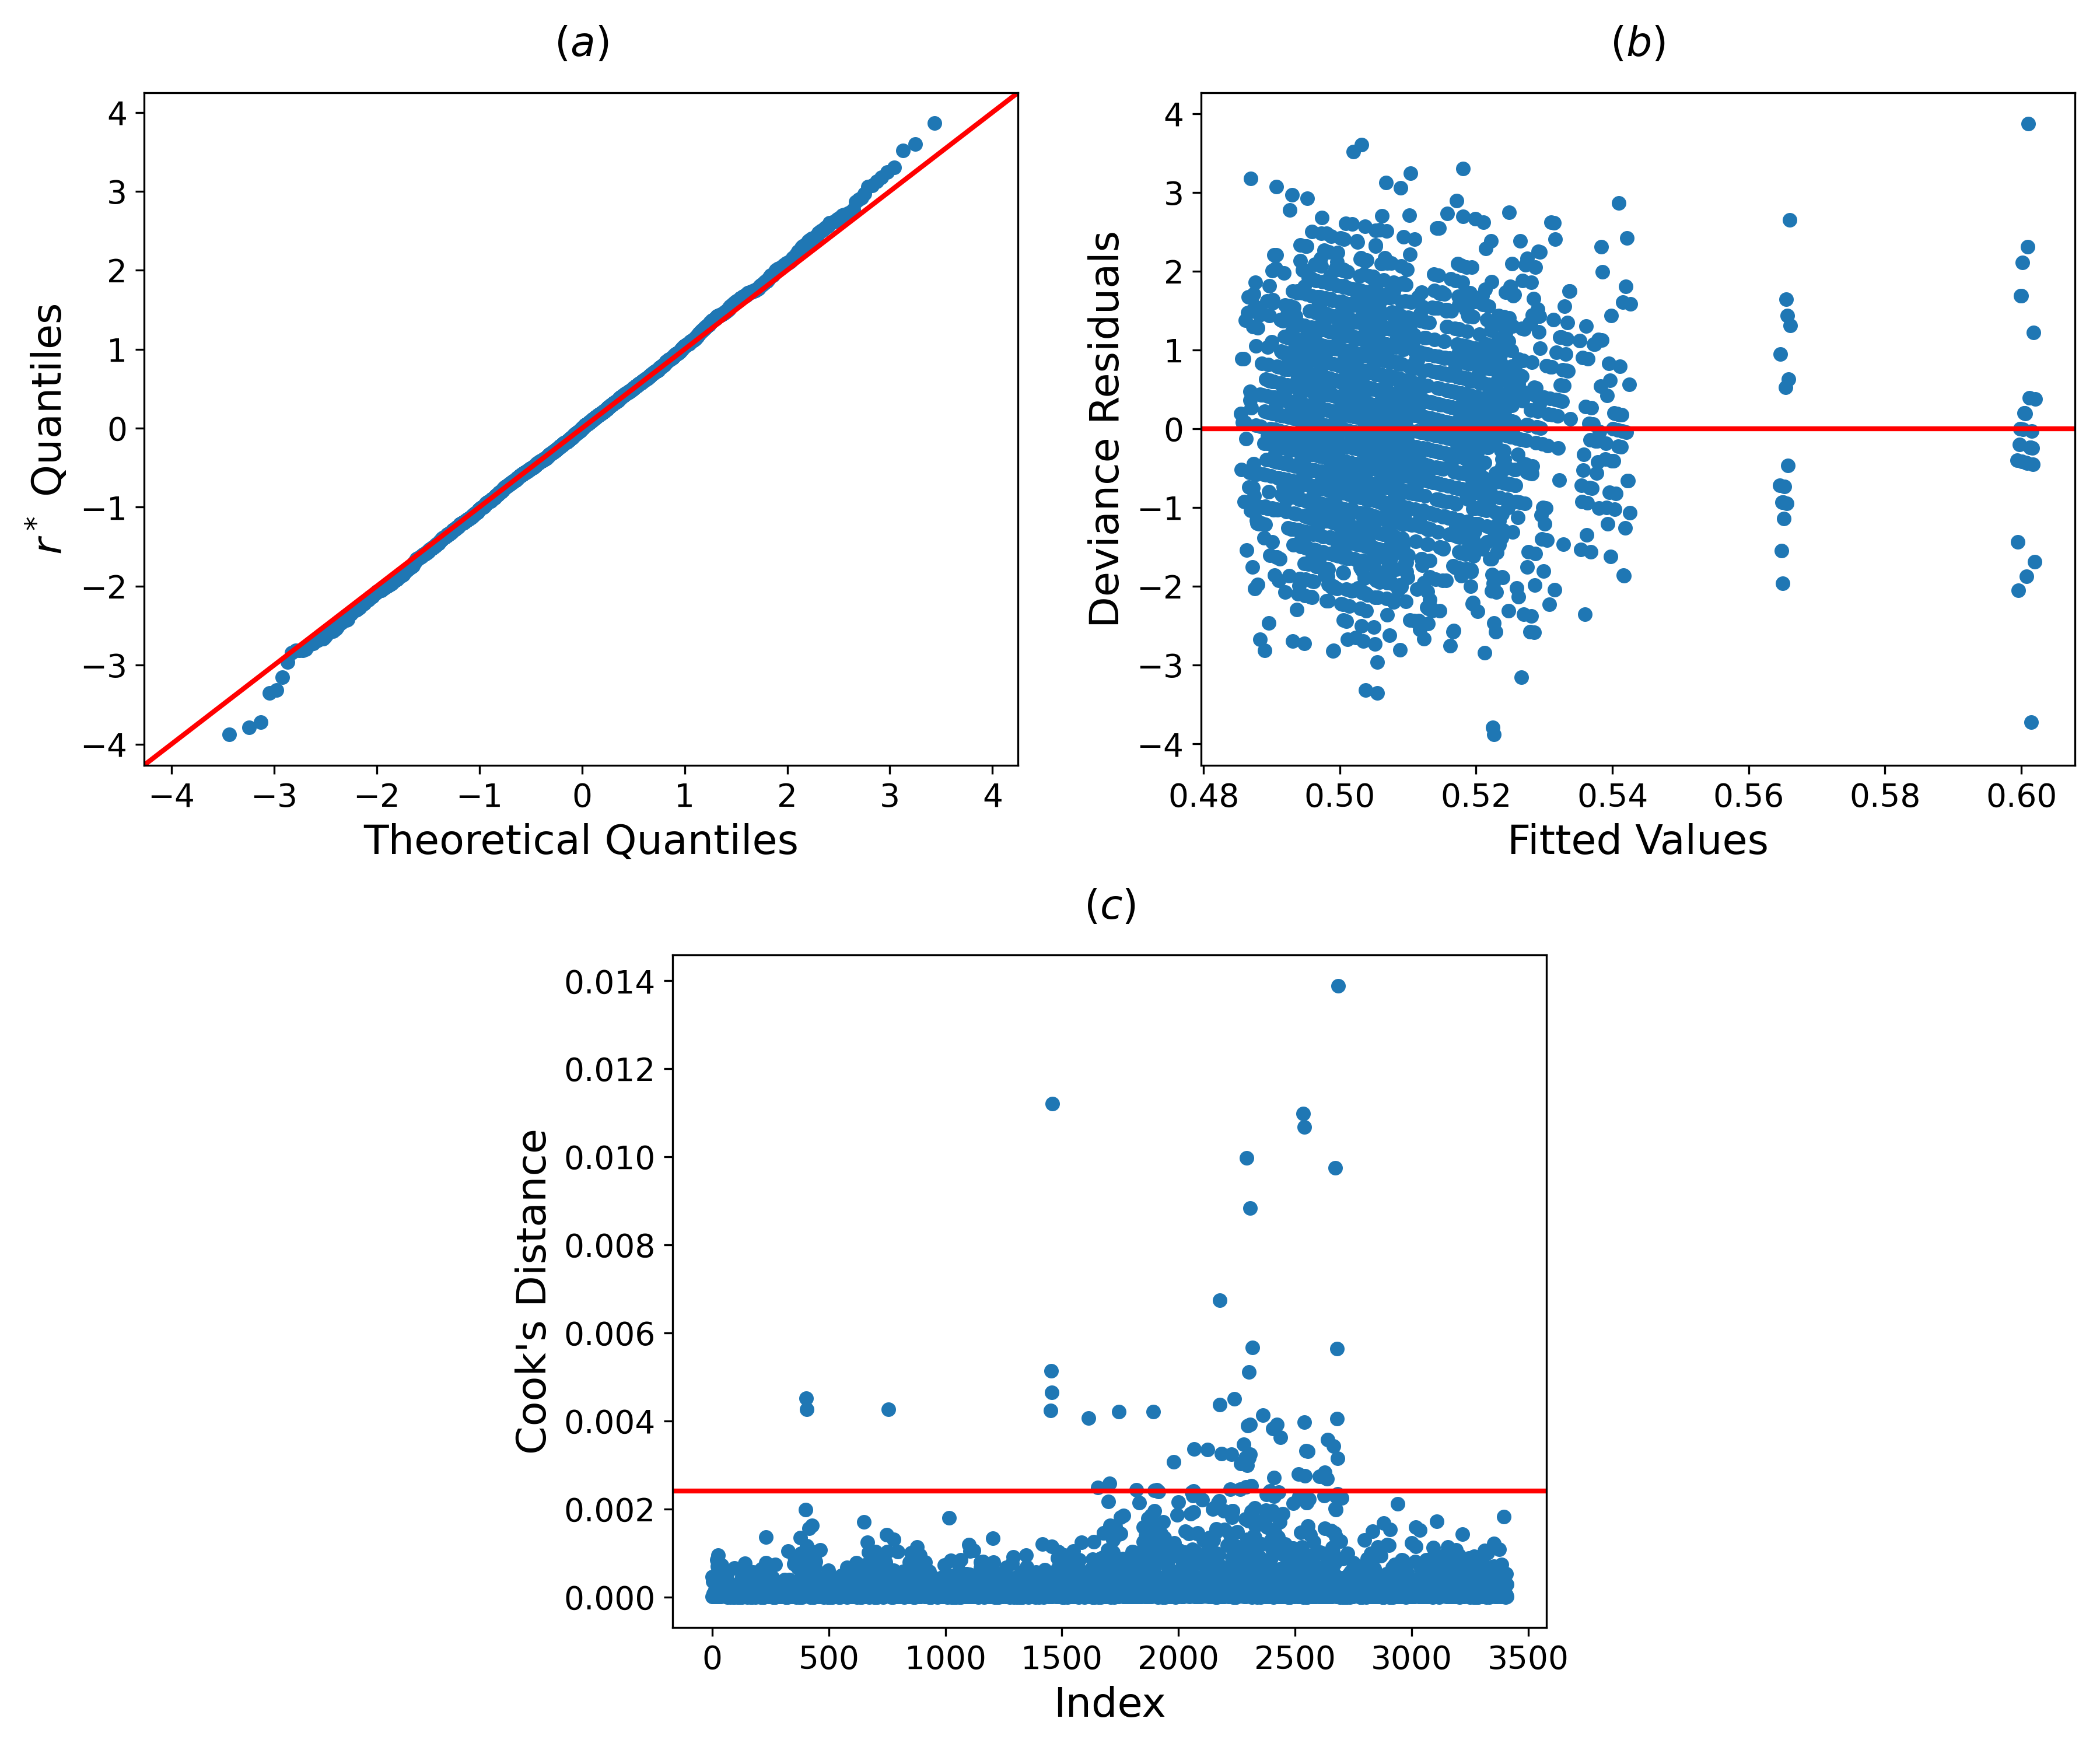 (a)
4
3
2
1
0
−1
−2
−3
−4
r* Quantiles
−4 −3 −2 −1 0 1 2 3 4
Theoretical Quantiles
(b)
4
3
2
1
0
−1
−2
−3
−4
Deviance Residuals
0.48 0.50 0.52 0.54 0.56 0.58 0.60
Fitted Values
(c)
0.014
0.012
0.010
0.008
0.006
0.004
0.002
0.000
Cook's Distance
0 500 1000 1500 2000 2500 3000 3500
Index